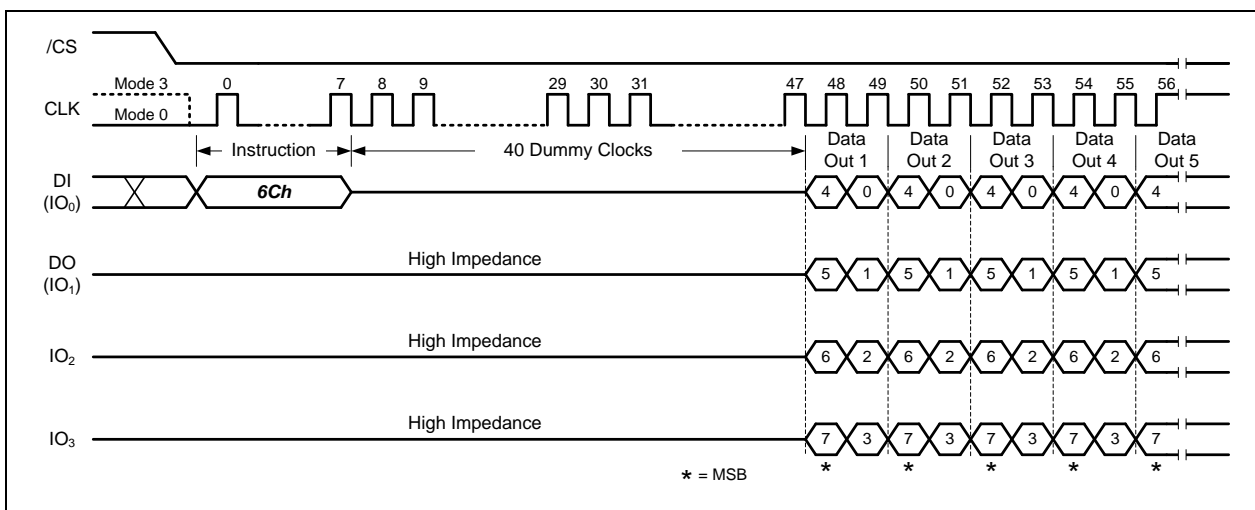 /CS
Mode 3
CLK
Mode 0
0 7 8 9 29 30 31 47 48 49 50 51 52 53 54 55 56
Instruction
40 Dummy Clocks
Data Out 1
Data Out 2
Data Out 3
Data Out 4
Data Out 5
DI
(IO₀)
6Ch
4 0 4 0 4 0 4 0 4
DO
(IO₁)
High Impedance
5 1 5 1 5 1 5 1 5
IO₂
High Impedance
6 2 6 2 6 2 6 2 6
IO₃
High Impedance
7 3 7 3 7 3 7 3 7
* * * * *
* = MSB